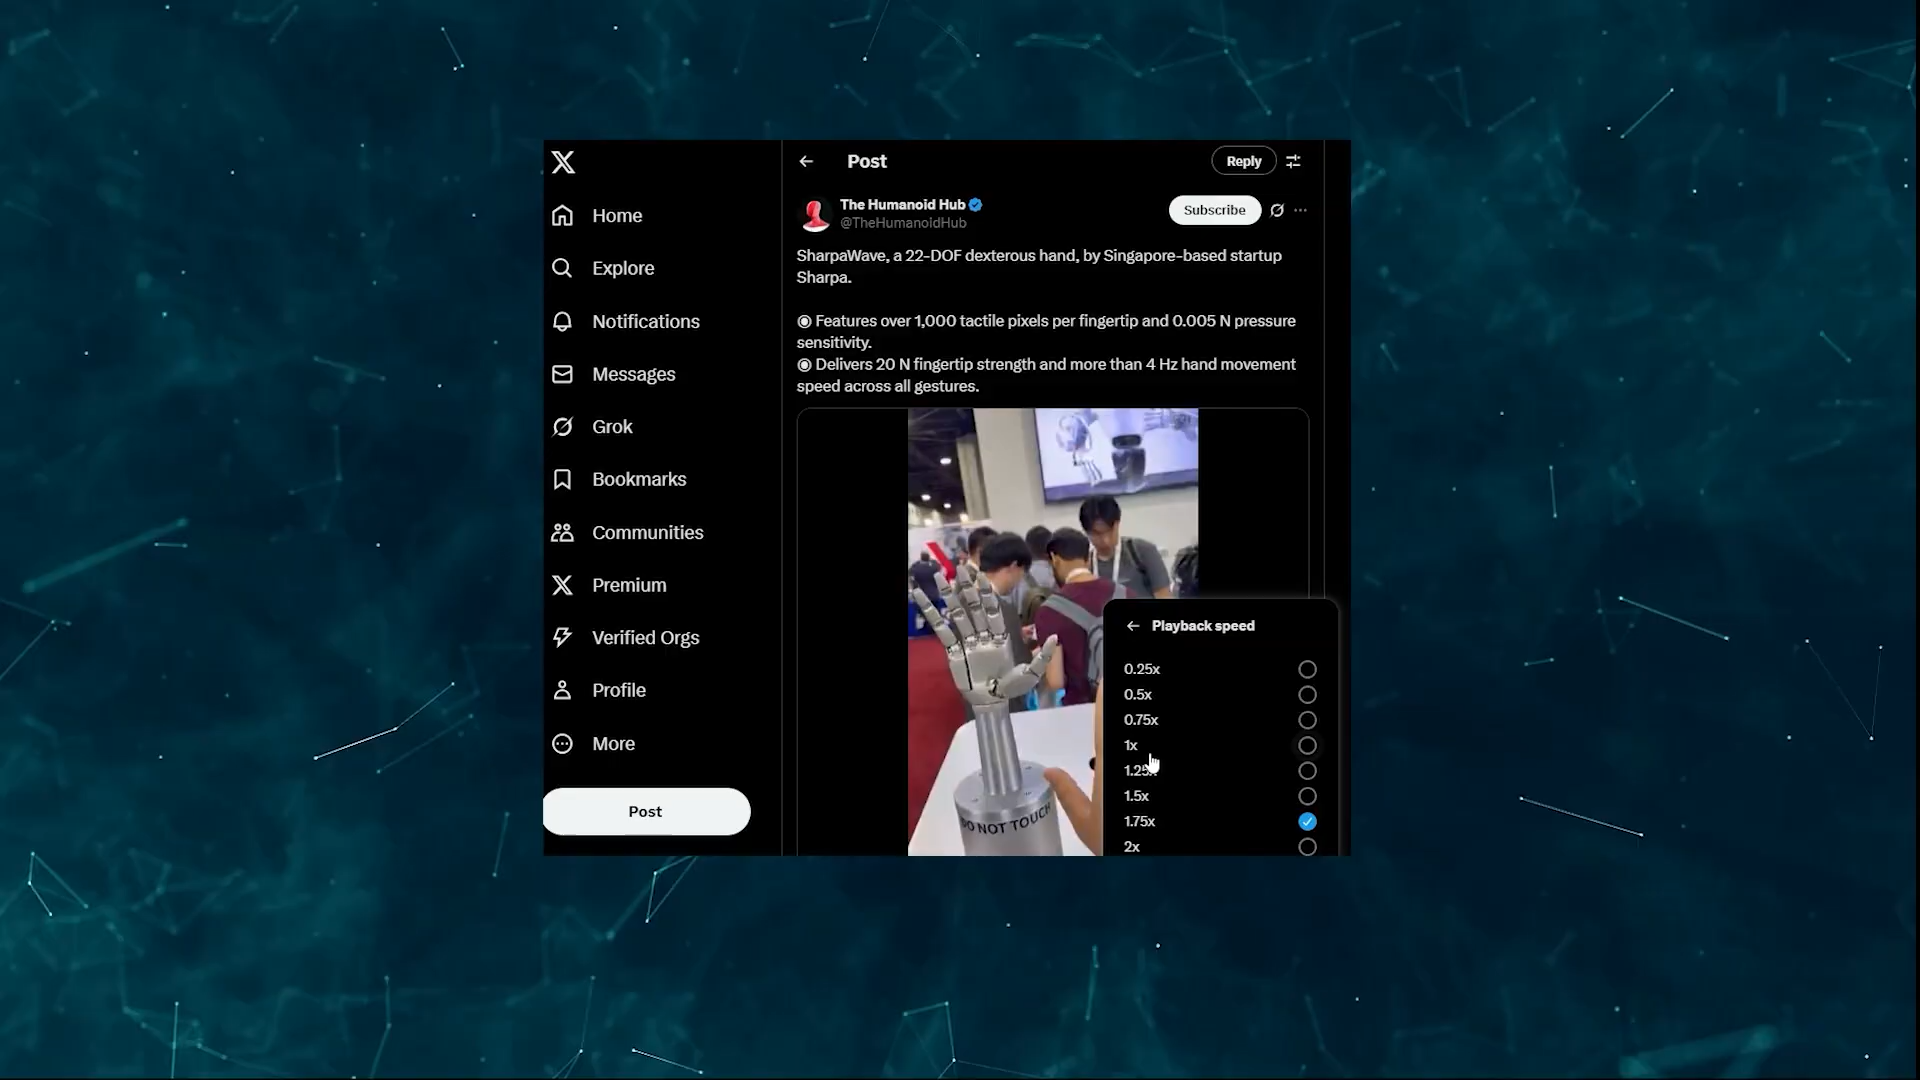 Home
Explore
Notifications
Messages
Grok
Bookmarks
Communities
Premium
Verified Orgs
Profile
More
Post
Post
Reply
The Humanoid Hub
@TheHumanoidHub
Subscribe
SharpaWave, a 22-DOF dexterous hand, by Singapore-based startup
Sharpa.
◉ Features over 1,000 tactile pixels per fingertip and 0.005 N pressure
sensitivity.
◉ Delivers 20 N fingertip strength and more than 4 Hz hand movement
speed across all gestures.
DO NOT TOUCH
Playback speed
0.25x
0.5x
0.75x
1x
1.25x
1.5x
1.75x
2x